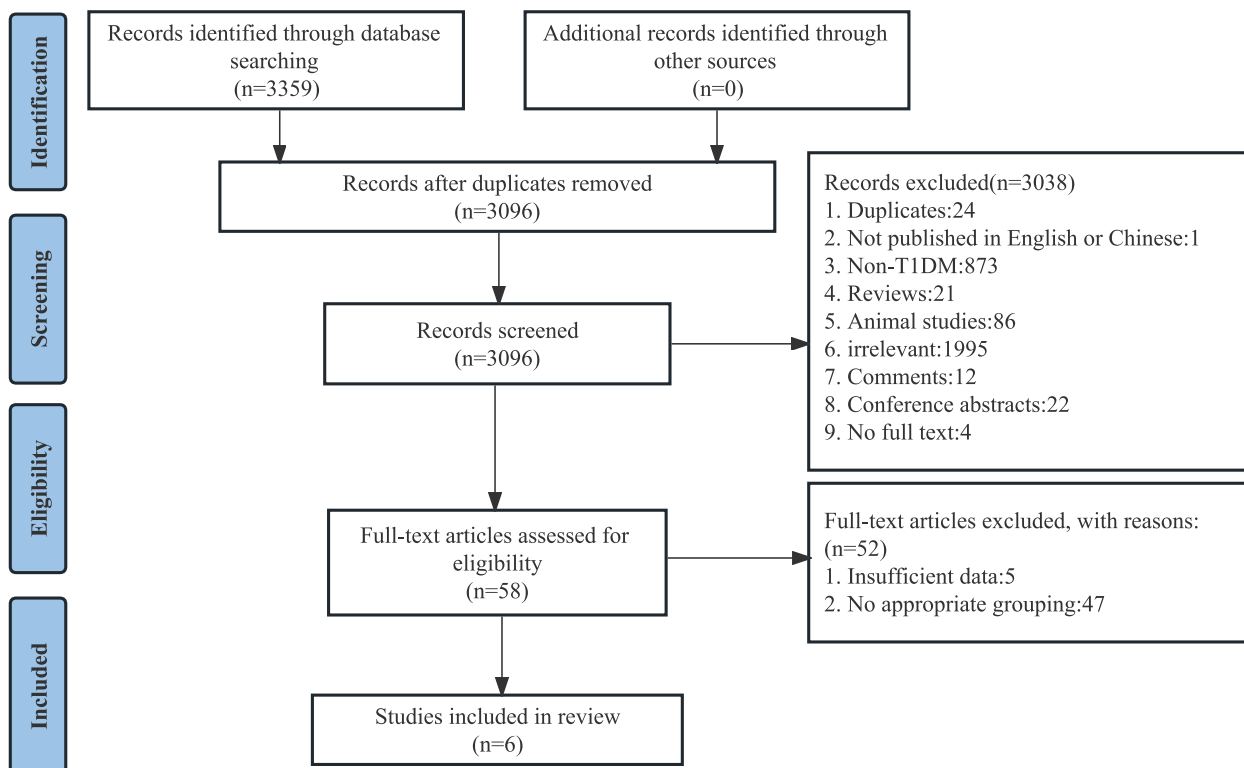 Identification
Records identified through database
searching
(n=3359)
Additional records identified through
other sources
(n=0)
Records after duplicates removed
(n=3096)
Screening
Records screened
(n=3096)
Records excluded(n=3038)
1. Duplicates:24
2. Not published in English or Chinese:1
3. Non-T1DM:873
4. Reviews:21
5. Animal studies:86
6. irrelevant:1995
7. Comments:12
8. Conference abstracts:22
9. No full text:4
Eligibility
Full-text articles assessed for
eligibility
(n=58)
Full-text articles excluded, with reasons:
(n=52)
1. Insufficient data:5
2. No appropriate grouping:47
Included
Studies included in review
(n=6)